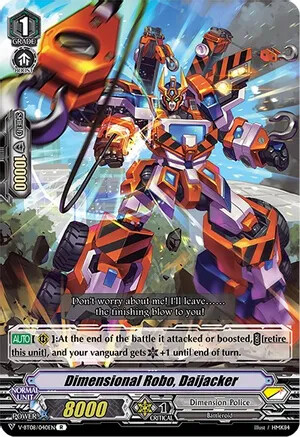 1
GRADE
BOOST
10000
SHIELD
Don't worry about me! I'll leave……
the finishing blow to you!
AUTO 1:At the end of the battle it attacked or boosted, [retire
this unit], and your vanguard gets +1 until end of turn.
Dimensional Robo, Daijacker
NORMAL
UNIT
POWER
8000
1
CRITICAL
Dimension Police
Battleroid
V-BT08/040EN R
Illust / HMK84